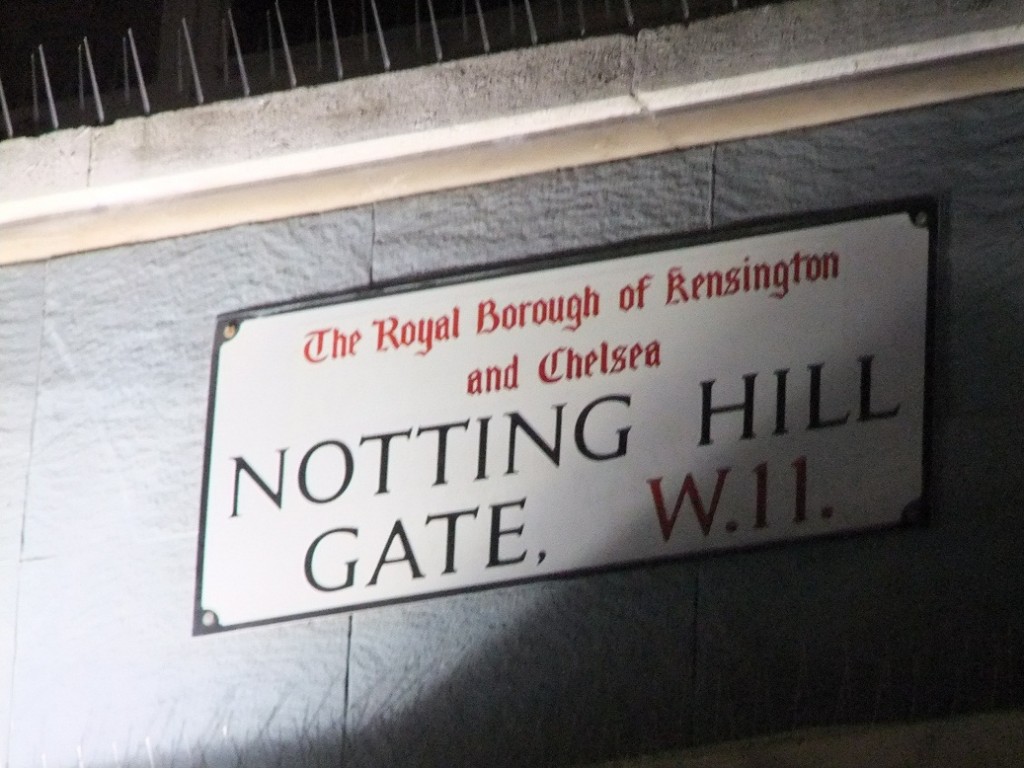 The Royal Borough of Kensington
and Chelsea
NOTTING HILL
GATE, W.11.